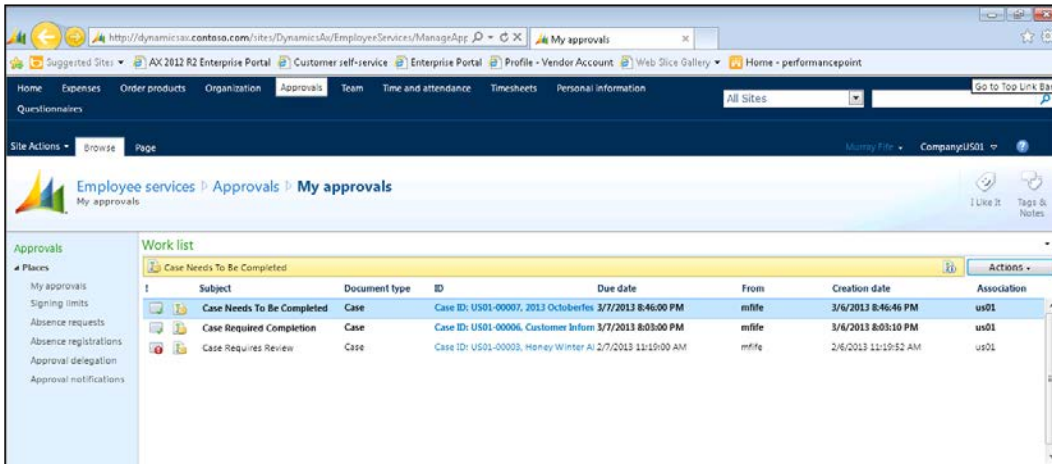 http://dynamicsax.contoso.com/sites/DynamicsAx/EmployeeServices/ManageApp
My approvals
Suggested Sites
AX 2012 R2 Enterprise Portal
Customer self-service
Enterprise Portal
Profile - Vendor Account
Web Slice Gallery
Home - performancepoint
Home Expenses Order products Organization Approvals Team Time and attendance Timesheets Personal information
All Sites
Go to Top Link Bar
Questionnaires
Site Actions Browse Page
Murray Fife Company:US01
Employee services Approvals My approvals
My approvals
I Like It
Tags & Notes
Approvals
Places
My approvals
Signing limits
Absence requests
Absence registrations
Approval delegation
Approval notifications
Work list
Case Needs To Be Completed
Actions
! Subject Document type ID Due date From Creation date Association
Case Needs To Be Completed Case Case ID: US01-00007, 2013 Octoberfes 3/7/2013 8:46:00 PM mfife 3/6/2013 8:46:46 PM us01
Case Required Completion Case Case ID: US01-00006, Customer Inform 3/7/2013 8:03:00 PM mfife 3/6/2013 8:03:10 PM us01
Case Requires Review Case Case ID: US01-00003, Honey Winter Al 2/7/2013 11:19:00 AM mfife 2/6/2013 11:19:52 AM us01